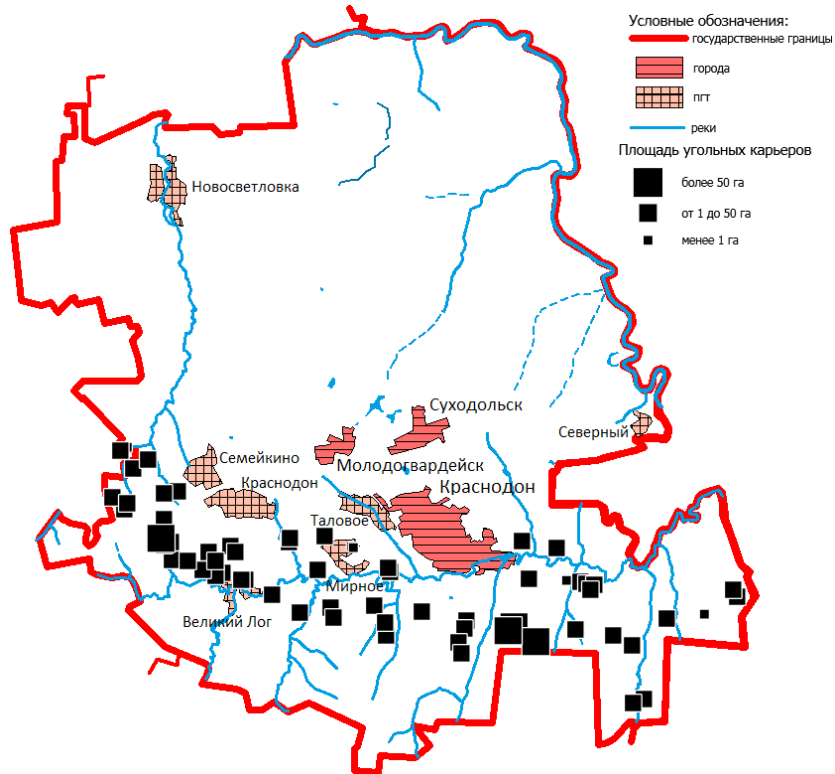 Условные обозначения:
государственные границы
города
пгт
реки
Площадь угольных карьеров
более 50 га
от 1 до 50 га
менее 1 га
Новосветловка
Суходольск
Северный
Семейкино
Молодогвардейск
Краснодон
Краснодон
Таловое
Мирное
Великий Лог